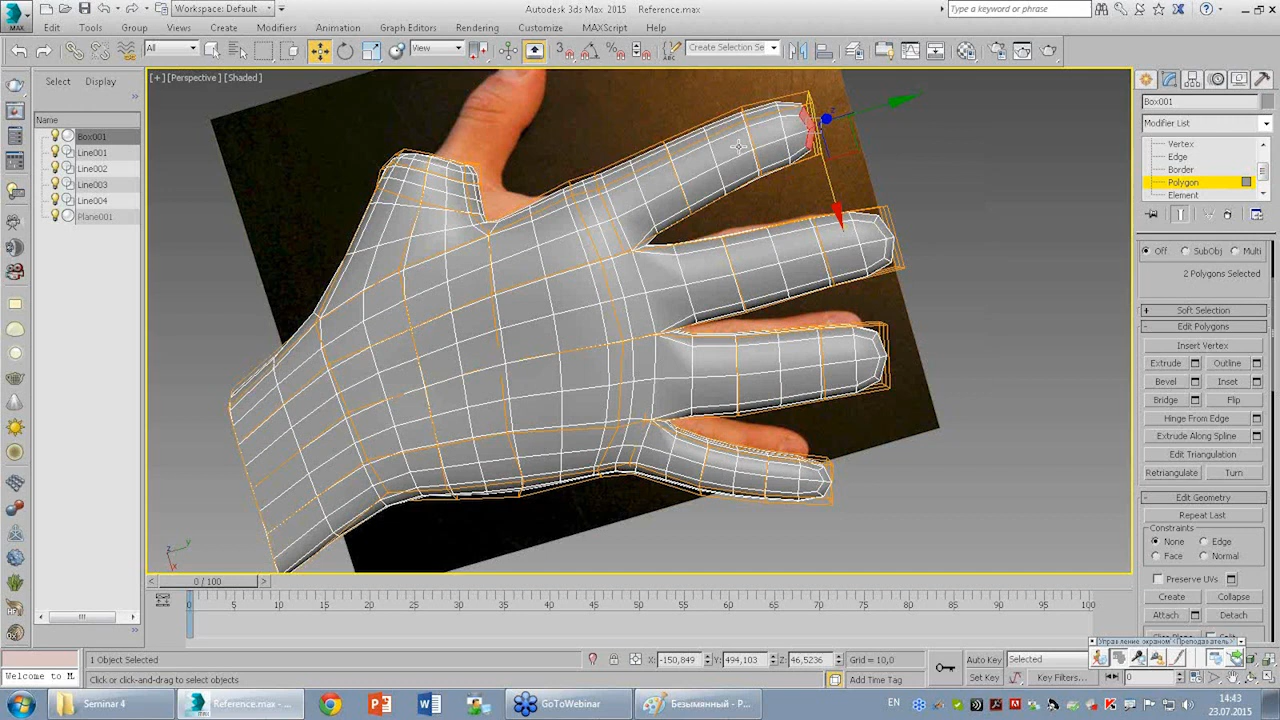 Workspace: Default
Autodesk 3ds Max 2015 Reference.max
Type a keyword or phrase
MAX
Edit Tools Group Views Create Modifiers Animation Graph Editors Rendering Customize MAXScript Help
All
View
3
Create Selection Se
[+] [Perspective] [Shaded]
Select Display
Name
Box001
Line001
Line002
Line003
Line004
Plane001
Box001
Modifier List
Vertex
Edge
Border
Polygon
Element
Off SubObj Multi
2 Polygons Selected
+ Soft Selection
- Edit Polygons
Insert Vertex
Extrude Outline
Bevel Inset
Bridge Flip
Hinge From Edge
Extrude Along Spline
Edit Triangulation
Retriangulate Turn
- Edit Geometry
Repeat Last
Constraints
None Edge
Face Normal
Preserve UVs
Create Collapse
Attach Detach
z y x
0 / 100
0 5 10 15 20 25 30 35 40 45 50 55 60 65 70 75 80 85 90 95 100
Управление экраном (Преподаватель)
1 Object Selected X: -150,849 Y: 494,103 Z: 46,5236 Grid = 10,0 Auto Key Selected
Welcome to M. Click or click-and-drag to select objects Add Time Tag Set Key Key Filters... 0
Seminar 4 Reference.max - ... GoToWebinar Безымянный - P... EN 14:43
23.07.2015